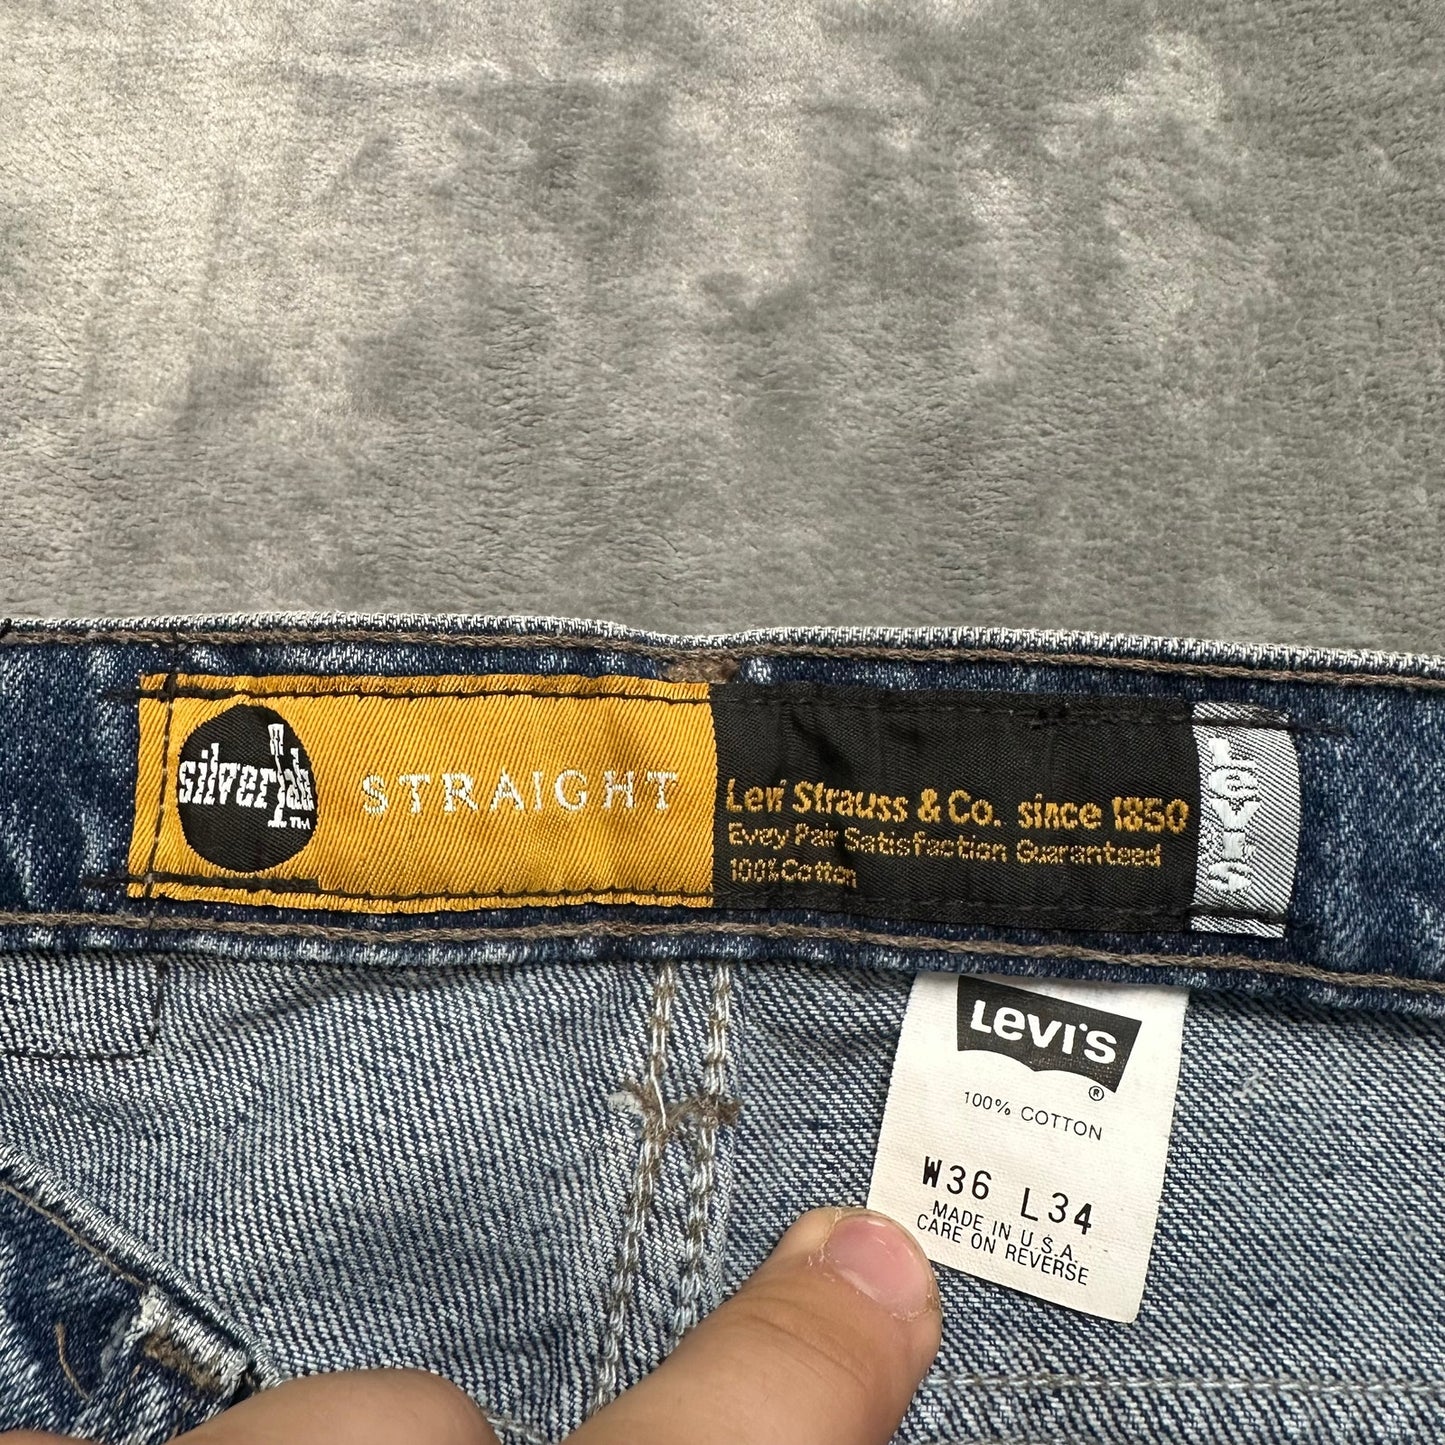 silvertab
TM
STRAIGHT
Levi Strauss & Co. since 1850
Evey Pair Satisfaction Guaranteed
100% Cotton
LEVI'S
LEVI'S
®
100% COTTON
W36 L34
MADE IN U.S.A.
CARE ON REVERSE